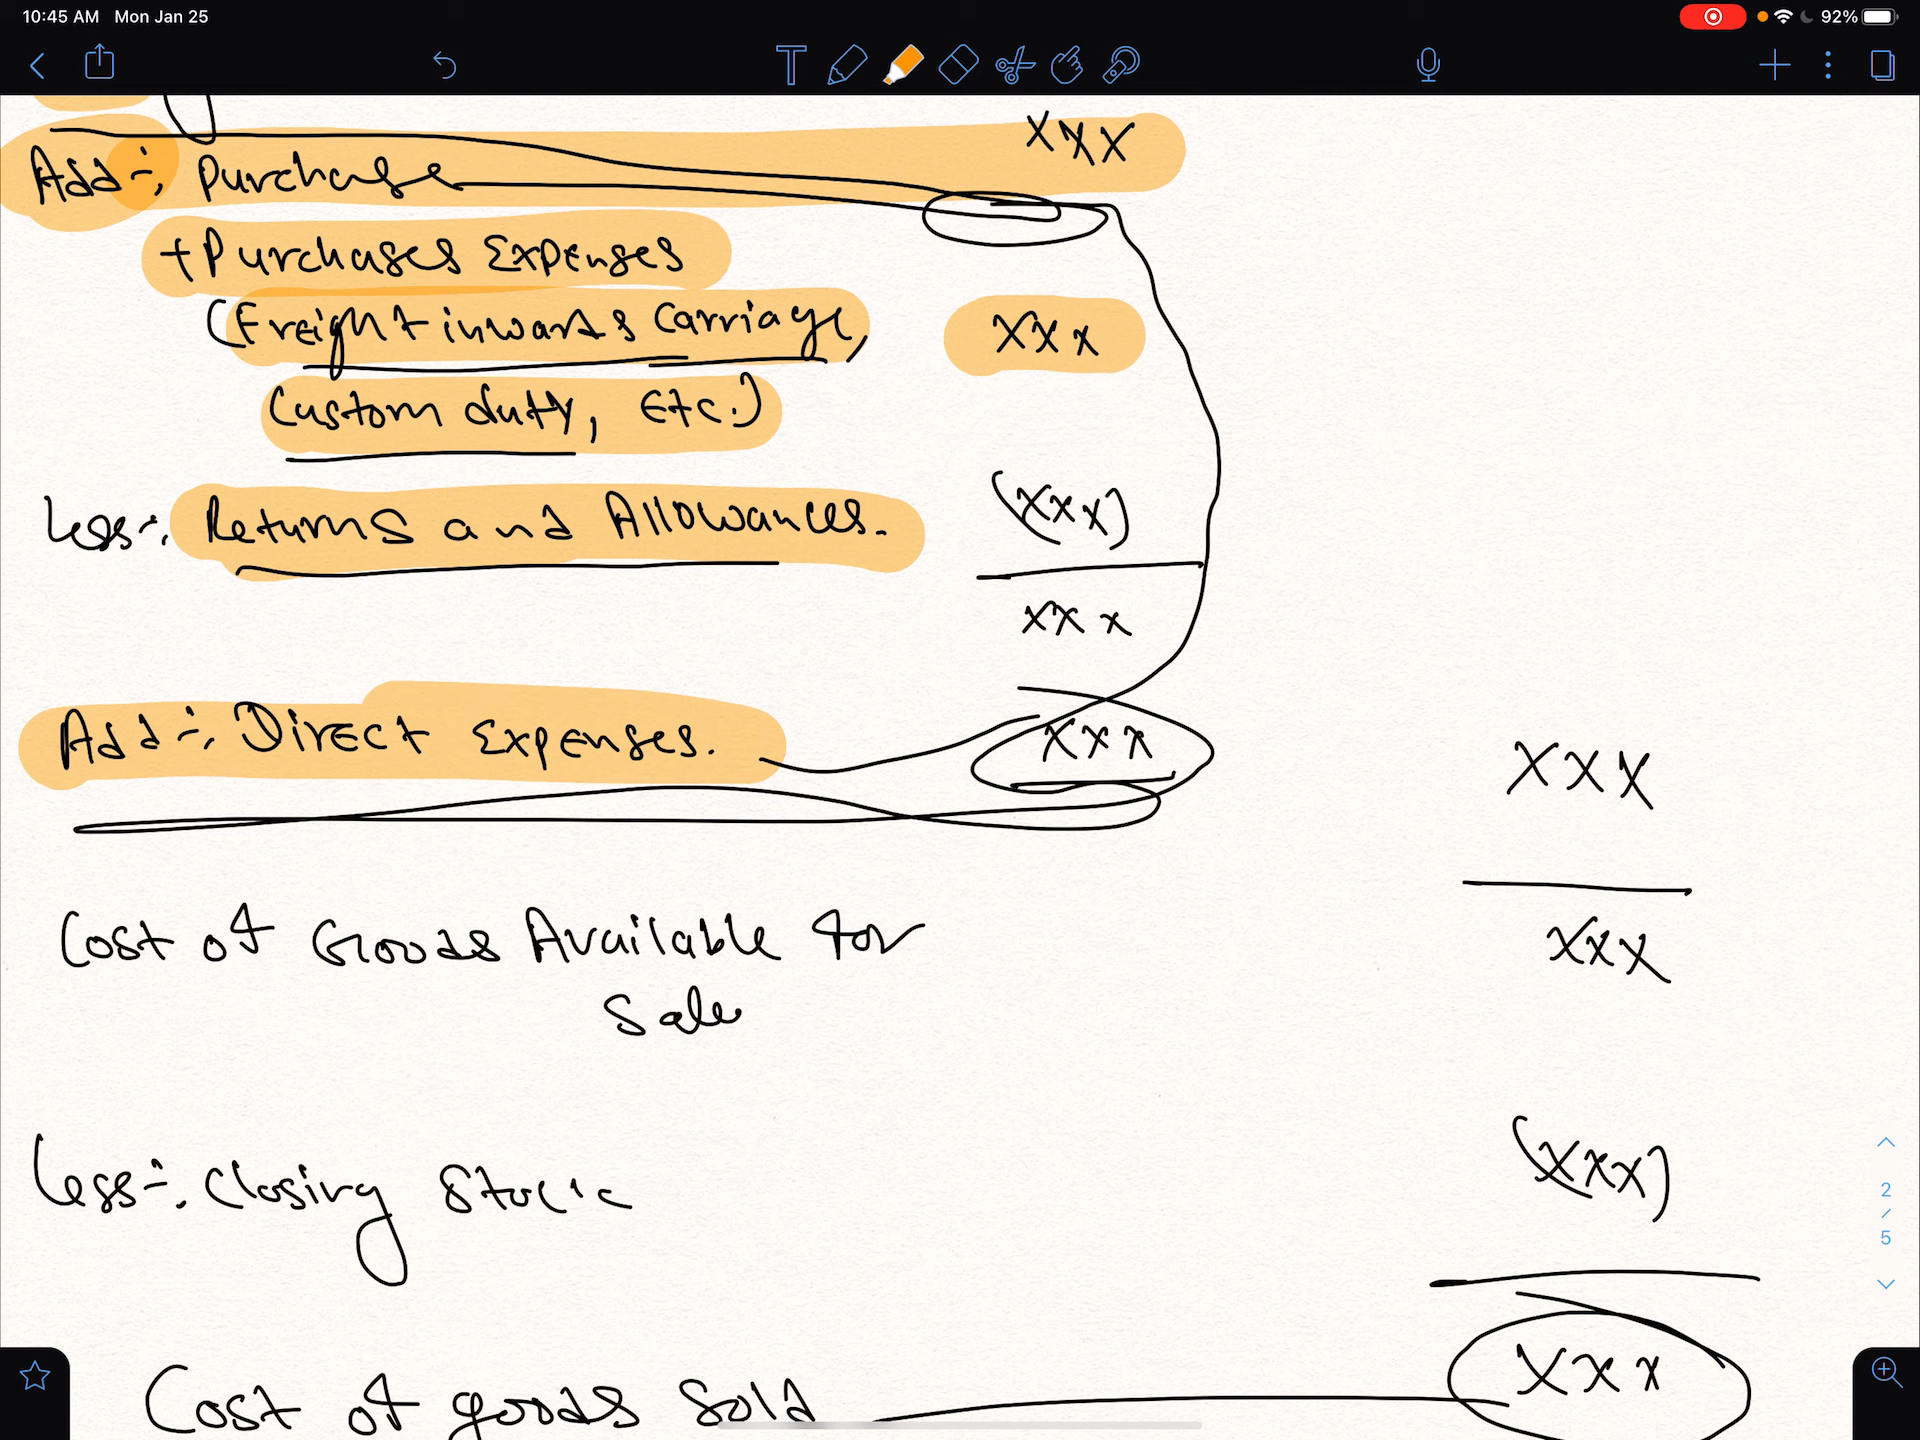 10:45 AM Mon Jan 25 92%
XXX
Add:- Purchase
+Purchases Expenses
(Freight inwards Carriage, XXX
Custom duty, Etc.)
Less:- Returns and Allowances. (XXX)
XXX
Add:- Direct Expenses. XXX XXX
Cost of Goods Available for XXX
Sale
Less:- Closing Stock (XXX)
2
/
5
Cost of goods Sold XXX